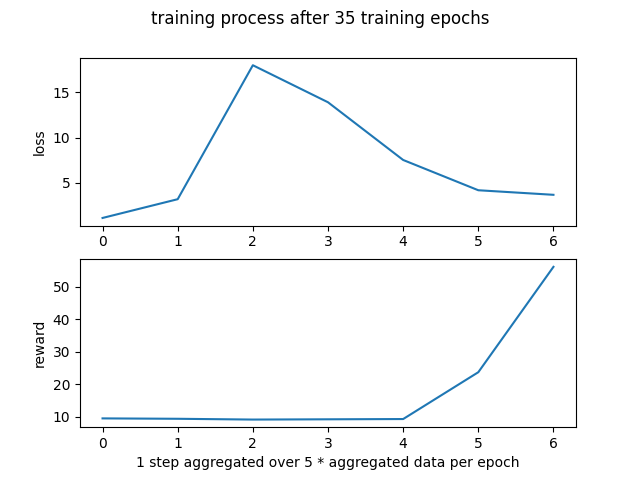 training process after 35 training epochs
15
10
5
loss
0 1 2 3 4 5 6
50
40
30
20
10
reward
0 1 2 3 4 5 6
1 step aggregated over 5 * aggregated data per epoch